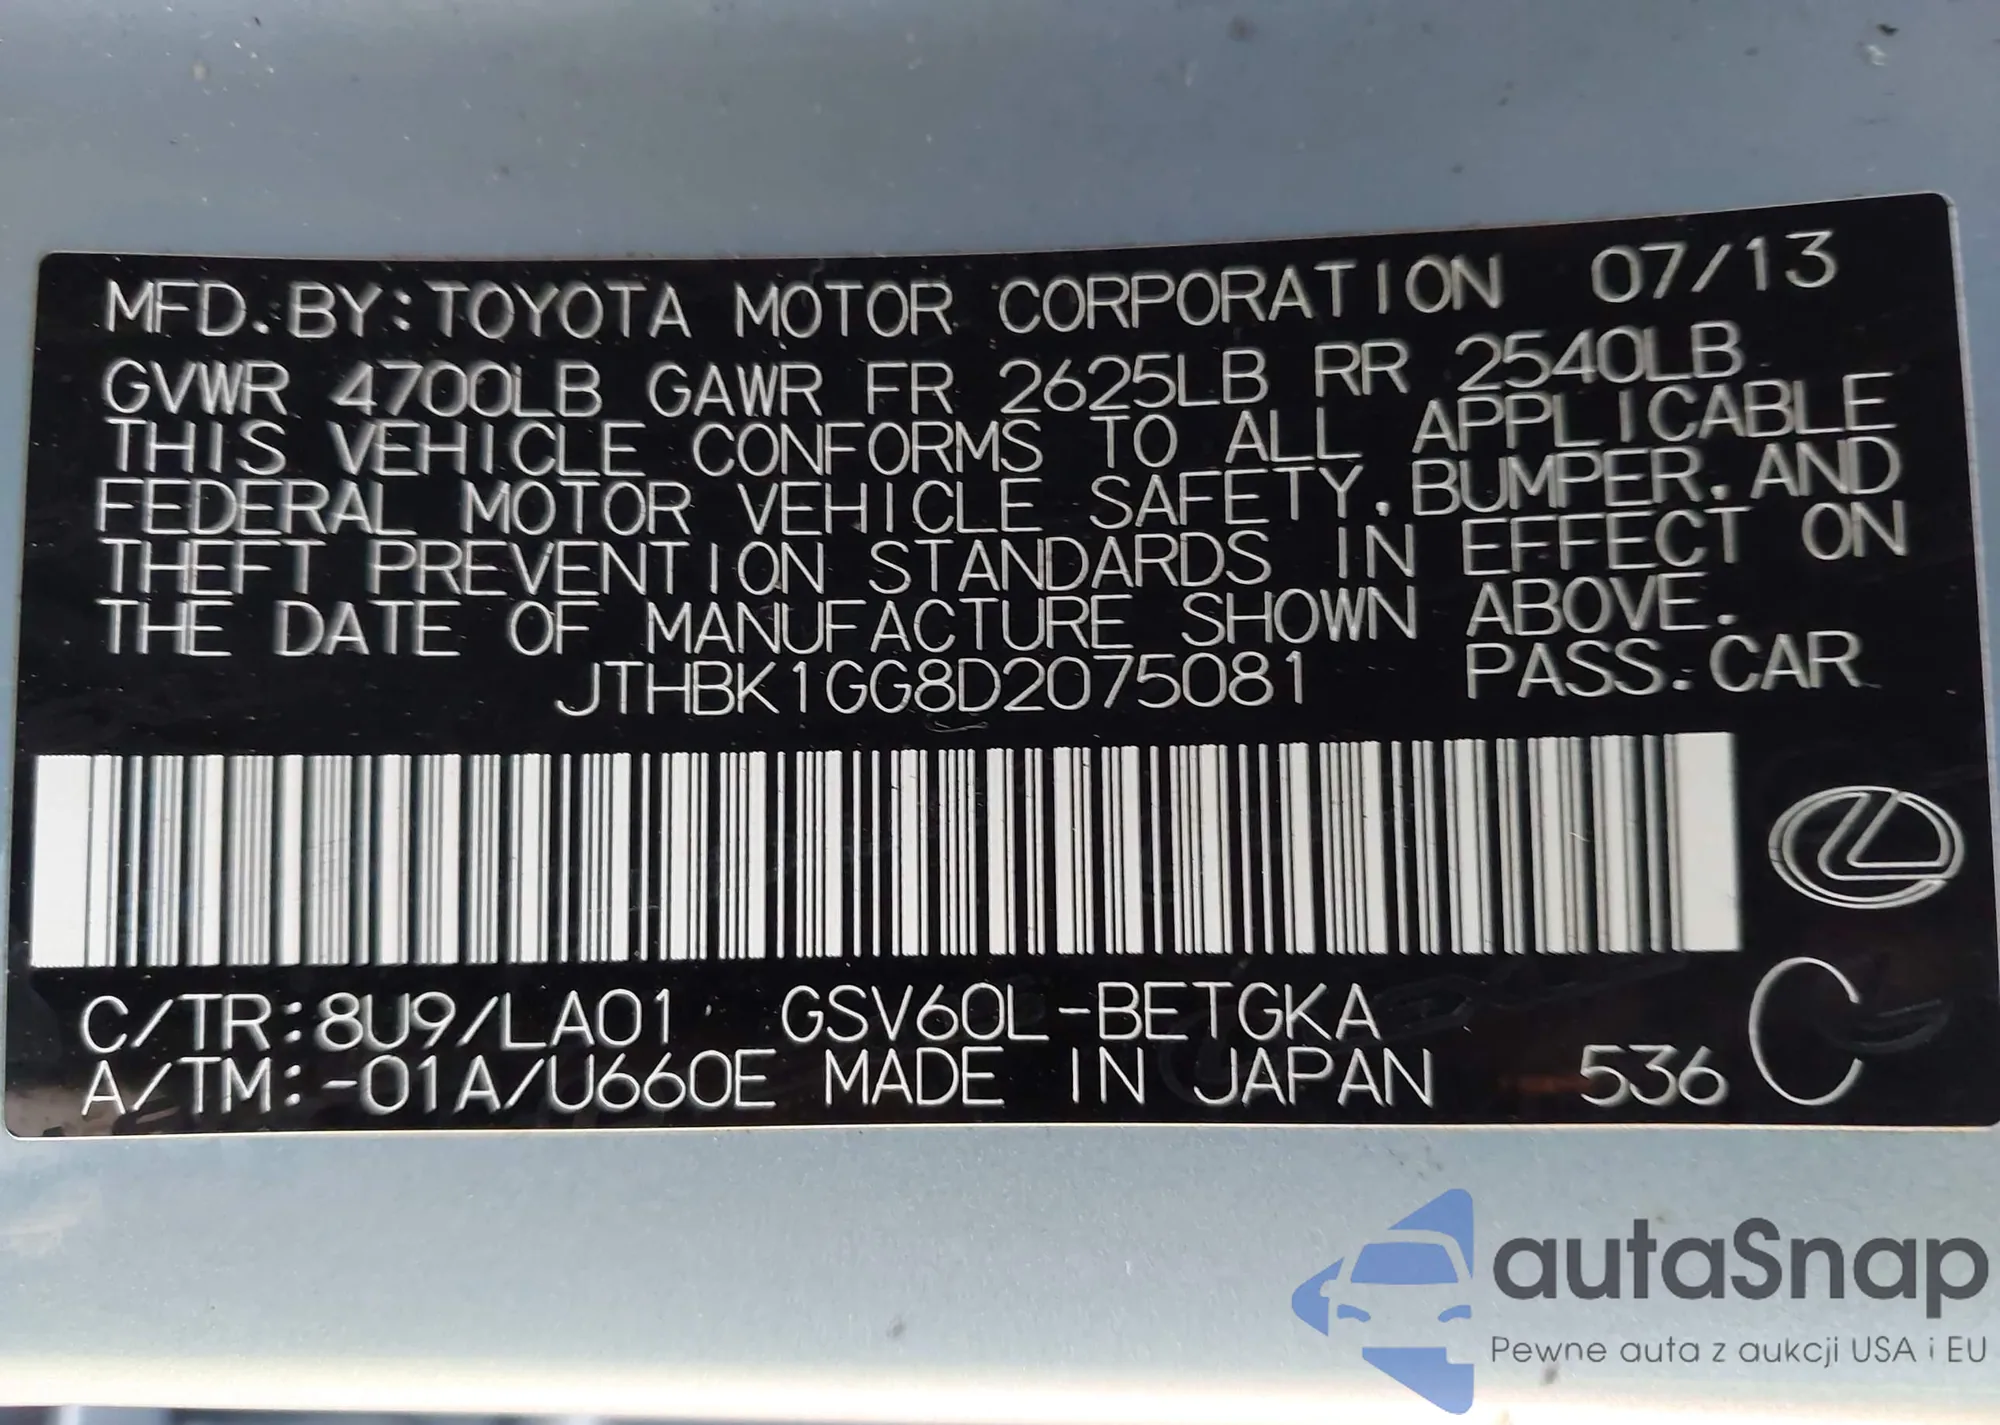 MFD. BY: TOYOTA MOTOR CORPORATION 07/13
GVWR 4700LB GAWR FR 2625LB RR 2540LB
THIS VEHICLE CONFORMS TO ALL APPLICABLE
FEDERAL MOTOR VEHICLE SAFETY, BUMPER, AND
THEFT PREVENTION STANDARDS IN EFFECT ON
THE DATE OF MANUFACTURE SHOWN ABOVE.
JTHBK1GG8D2075081 PASS. CAR
C/TR: 8U9/LA01 GSV60L-BETGKA
A/TM: -01A/U660E MADE IN JAPAN 536 C
autaSnap
Pewne auta z aukcji USA i EU